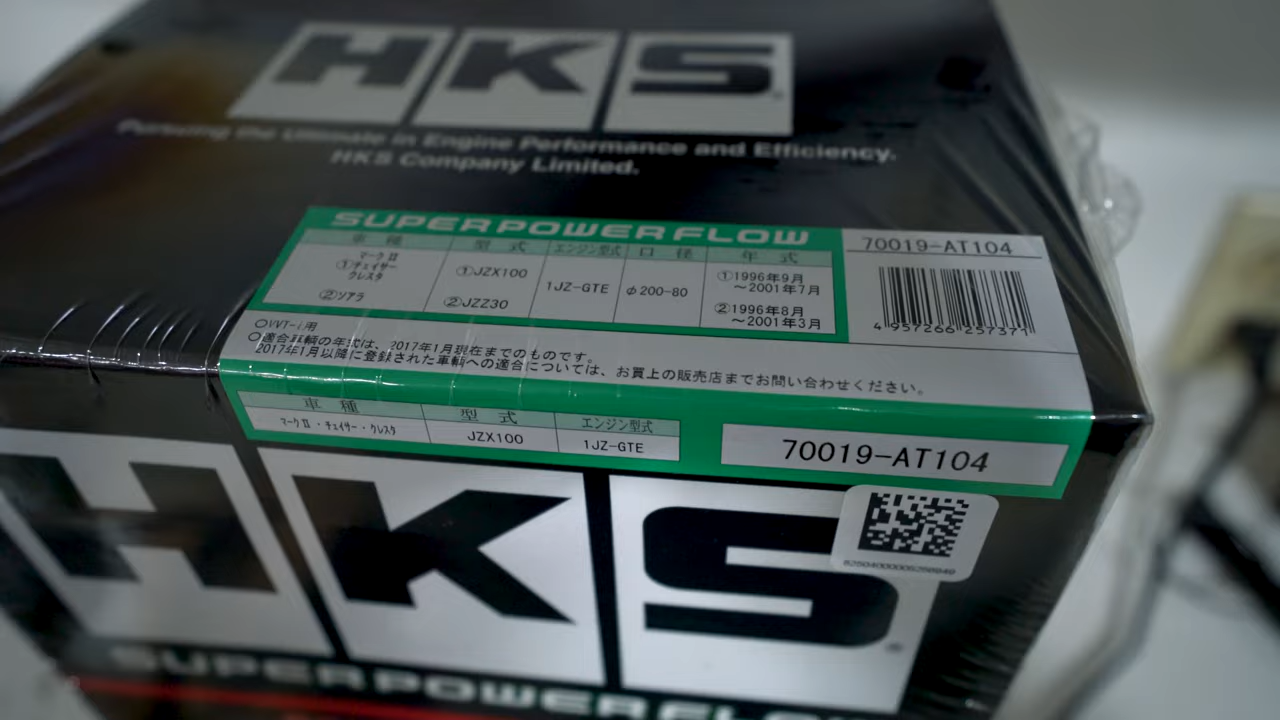 HKS
Pursuing the Ultimate in Engine Performance and Efficiency.
HKS Company Limited.
SUPER POWER FLOW
70019-AT104
車種 型式 エンジン型式 口径 年式
①マークⅡ チェイサー クレスタ ①JZX100 1JZ-GTE φ200-80 ①1996年9月
～2001年7月
②ソアラ ②JZZ30 ②1996年8月
～2001年3月
4 957266 257371
○VVT-i用
○適合車輌の年式は、2017年1月現在までのものです。
2017年1月以降に登録された車輌への適合については、お買上の販売店までお問い合わせください。
車種 型式 エンジン型式
マークⅡ・チェイサー・クレスタ JZX100 1JZ-GTE
70019-AT104
HKS
SUPER POWER FLOW